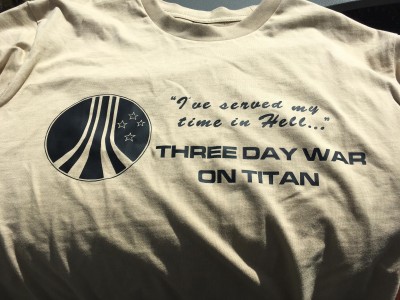 "I've served my
time in Hell..."
THREE DAY WAR
ON TITAN